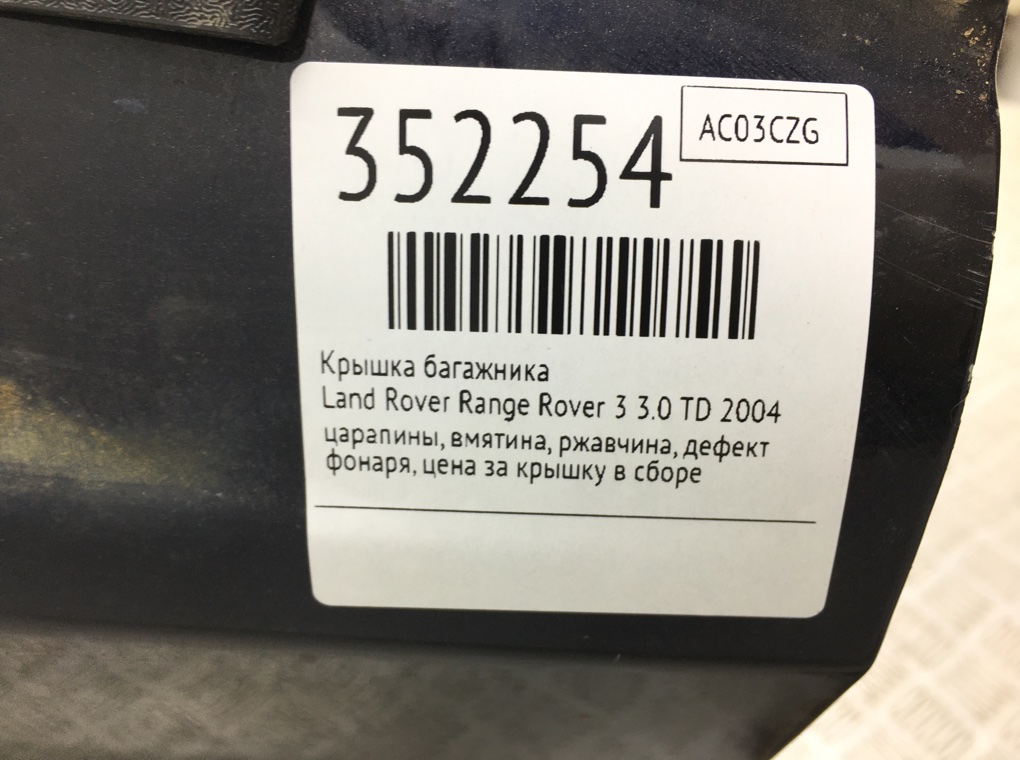 352254
AC03CZG
Крышка багажника
Land Rover Range Rover 3 3.0 TD 2004
царапины, вмятина, ржавчина, дефект
фонаря, цена за крышку в сборе